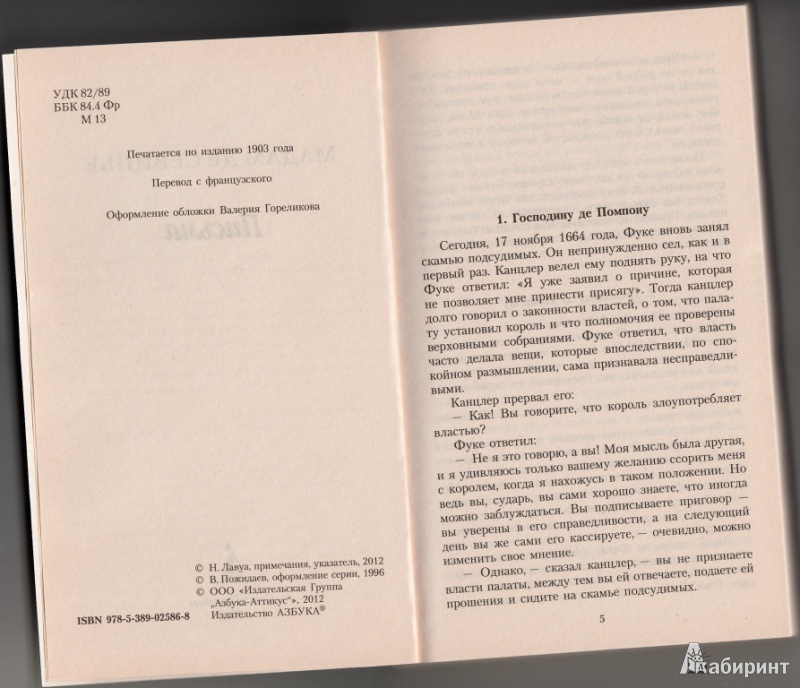 УДК 82/89
ББК 84.4 Фр
М 13
Печатается по изданию 1903 года
Перевод с французского
Оформление обложки Валерия Гореликова
© Н. Лавуа, примечания, указатель, 2012
© В. Пожидаев, оформление серии, 1996
© ООО «Издательская Группа
„Азбука-Аттикус“», 2012
ISBN 978-5-389-02586-8
Издательство АЗБУКА®
1. Господину де Помпону
Сегодня, 17 ноября 1664 года, Фуке вновь занял
скамью подсудимых. Он непринужденно сел, как и в
первый раз. Канцлер велел ему поднять руку, на что
Фуке ответил: «Я уже заявил о причине, которая
не позволяет мне принести присягу». Тогда канцлер
долго говорил о законности властей, о том, что пала-
ту установил король и что полномочия ее проверены
верховными собраниями. Фуке ответил, что власть
часто делала вещи, которые впоследствии, по спо-
койном размышлении, сама признавала несправедли-
выми.
Канцлер прервал его:
— Как! Вы говорите, что король злоупотребляет
властью?
Фуке ответил:
— Не я это говорю, а вы! Моя мысль была другая,
и я удивляюсь только вашему желанию ссорить меня
с королем, когда я нахожусь в таком положении. Но
ведь вы, сударь, вы сами хорошо знаете, что иногда
можно заблуждаться. Вы подписываете приговор —
вы уверены в его справедливости, а на следующий
день вы же сами его кассируете, — очевидно, можно
изменить свое мнение.
— Однако, — сказал канцлер, — вы не признаете
власти палаты, между тем вы ей отвечаете, подаете ей
прошения и сидите на скамье подсудимых.
5
Лабиринт